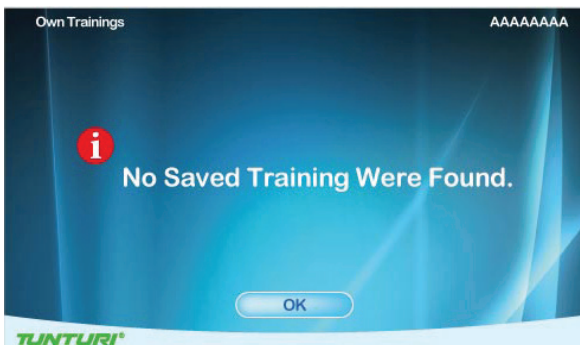 Own Trainings
AAAAAAAA
i
No Saved Training Were Found.
OK
TUNTURI®